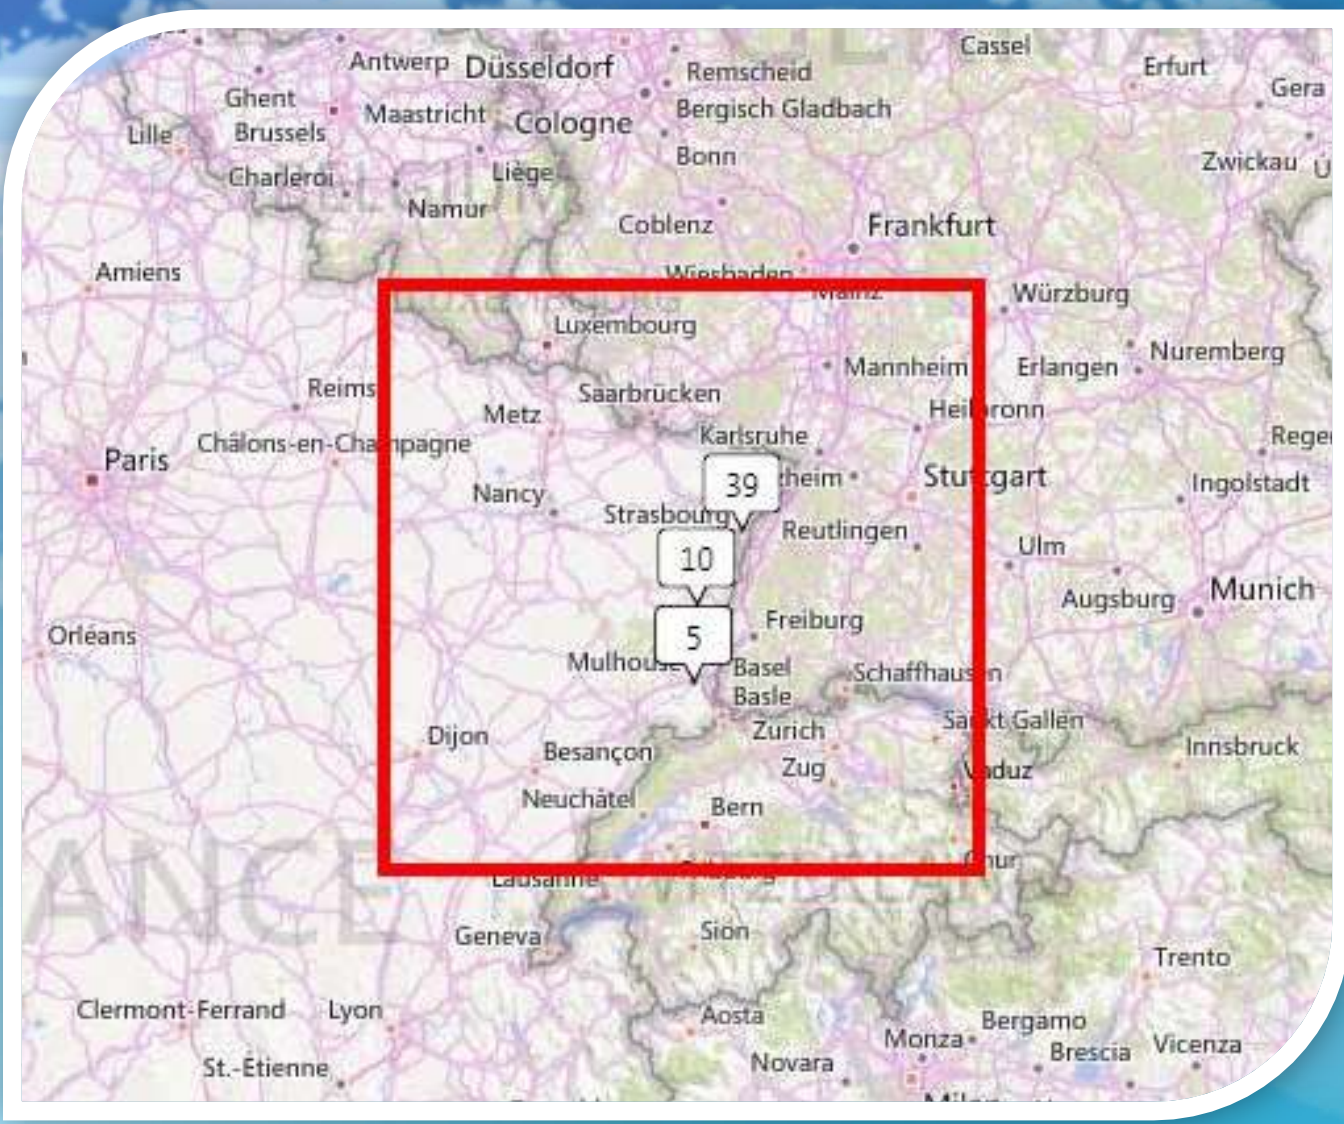 Antwerp
Düsseldorf
Cassel
Remscheid
Erfurt
Gera
Ghent
Maastricht
Cologne
Bergisch Gladbach
Lille
Brussels
Bonn
Zwickau
Charleroi
Liège
Namur
Coblenz
Frankfurt
Amiens
Wiesbaden
Mainz
Würzburg
Luxembourg
Nuremberg
Mannheim
Erlangen
Reims
Saarbrücken
Metz
Heilbronn
Châlons-en-Champagne
Karlsruhe
Paris
39
zheim
Stuttgart
Ingolstadt
Nancy
Strasbourg
Reutlingen
10
Ulm
Augsburg
Munich
Orléans
5
Freiburg
Mulhouse
Basel
Basle
Schaffhausen
Zurich
Sankt Gallen
Dijon
Besançon
Innsbruck
Zug
Vaduz
Neuchâtel
Bern
ANCE
Chur
Lausanne
Geneva
Sion
Trento
Clermont-Ferrand
Lyon
Aosta
Bergamo
Monza
Brescia
Vicenza
St.-Étienne
Novara